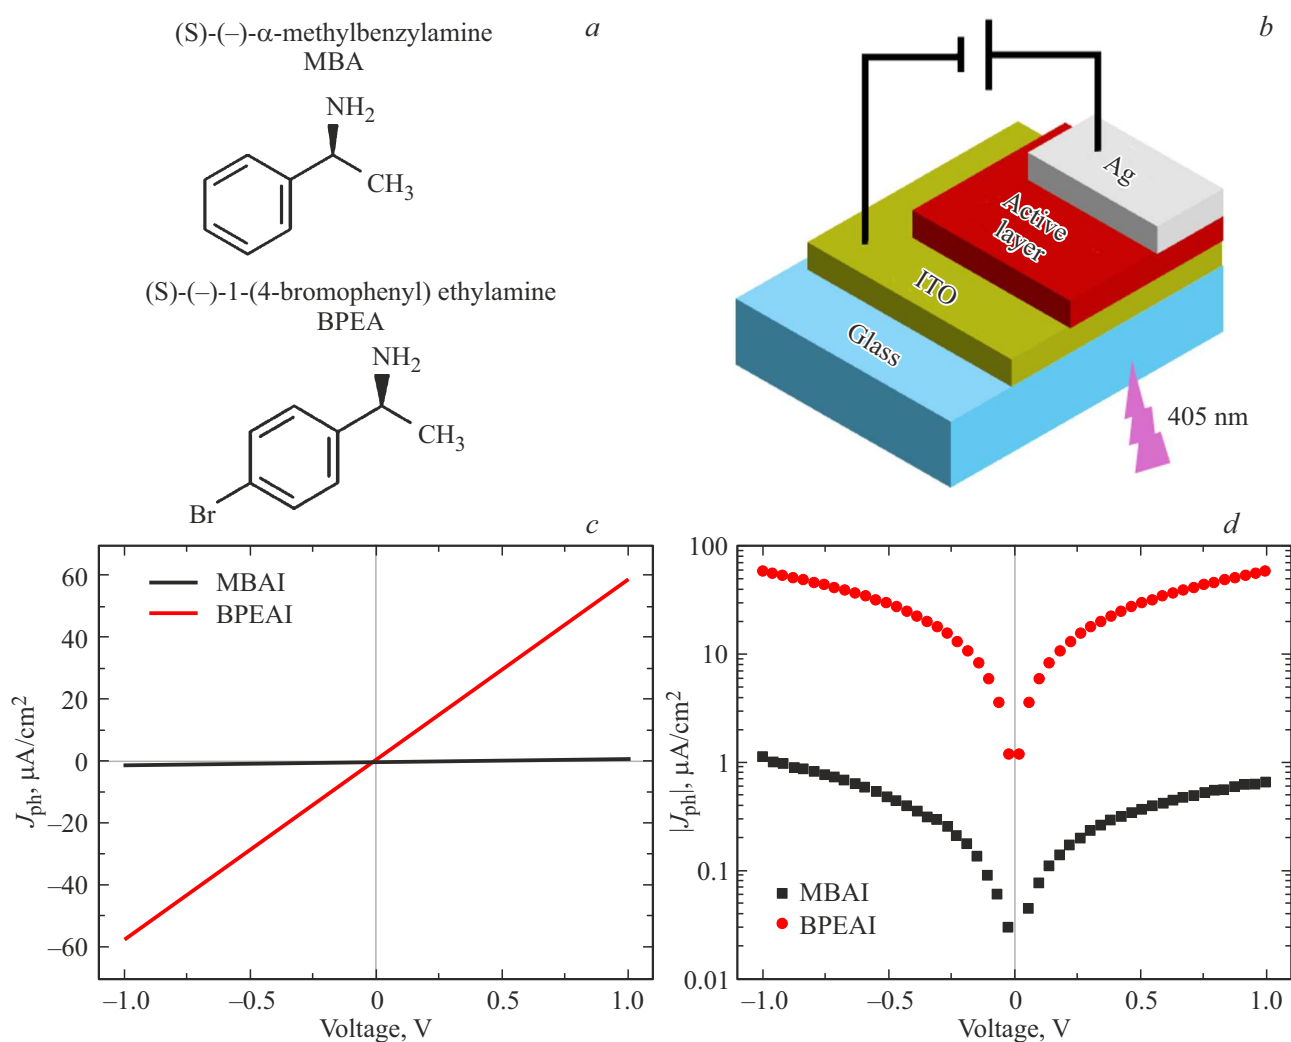 (S)-(–)-α-methylbenzylamine
MBA
a
NH2
CH3
(S)-(–)-1-(4-bromophenyl) ethylamine
BPEA
NH2
CH3
Br
b
Ag
Active
layer
ITO
Glass
405 nm
c
MBAI
BPEAI
60
40
20
0
–20
–40
–60
Jph, μA/cm2
–1.0 –0.5 0 0.5 1.0
Voltage, V
d
100
10
1
0.1
0.01
|Jph|, μA/cm2
MBAI
BPEAI
–1.0 –0.5 0 0.5 1.0
Voltage, V